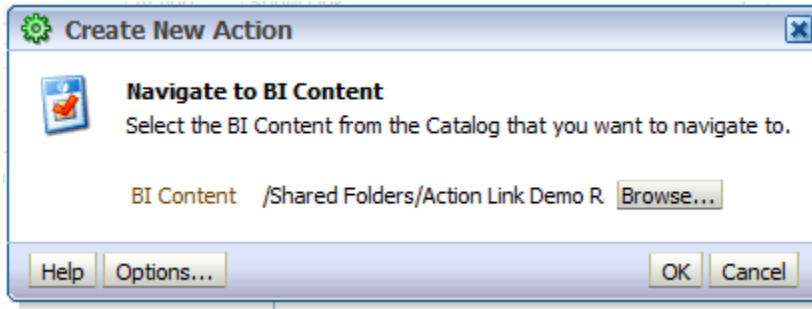 Create New Action
Navigate to BI Content
Select the BI Content from the Catalog that you want to navigate to.
BI Content /Shared Folders/Action Link Demo R Browse...
Help Options... OK Cancel